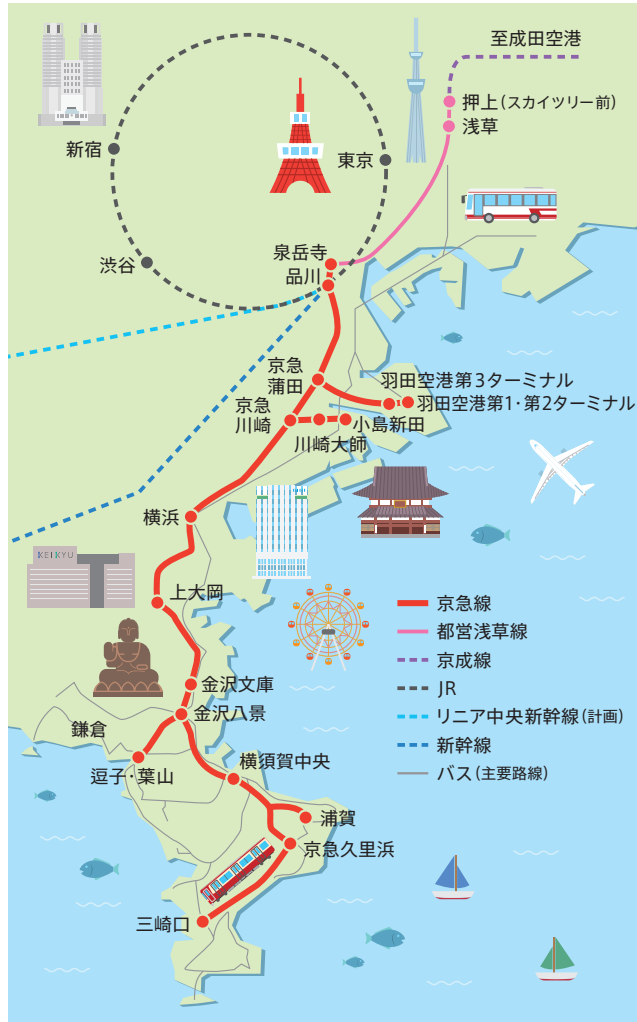 至成田空港
押上(スカイツリー前)
浅草
新宿
東京
渋谷
泉岳寺
品川
京急
蒲田
羽田空港第3ターミナル
羽田空港第1・第2ターミナル
京急
川崎
小島新田
川崎大師
横浜
KEIKYU
上大岡
金沢文庫
金沢八景
鎌倉
逗子・葉山
横須賀中央
浦賀
京急久里浜
三崎口
京急線
都営浅草線
京成線
JR
リニア中央新幹線(計画)
新幹線
バス(主要路線)